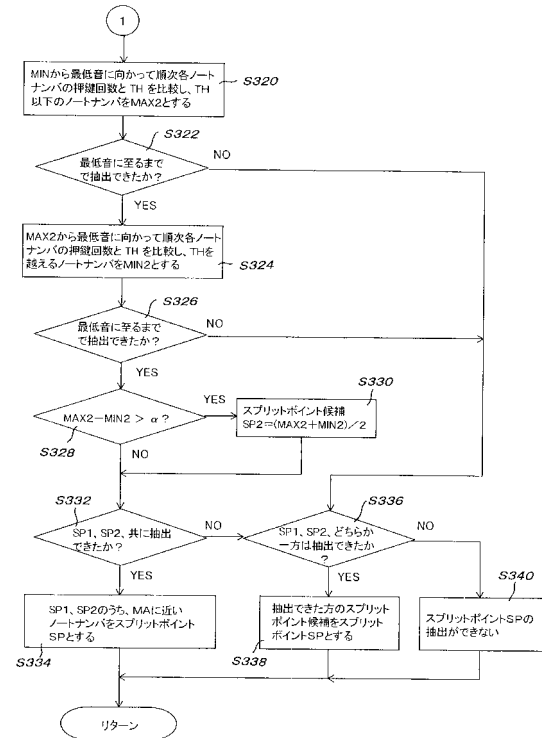 1
MINから最低音に向かって順次各ノート
ナンバの押鍵回数と TH を比較し、TH
以下のノートナンバをMAX2とする
S320
S322
最低音に至るまで
で抽出できたか？
NO
YES
MAX2から最低音に向かって順次各ノート
ナンバの押鍵回数と TH を比較し、THを
越えるノートナンバをMIN2とする
S324
S326
最低音に至るまで
で抽出できたか？
NO
YES
MAX2－MIN2 > α？
S328
YES
NO
S330
スプリットポイント候補
SP2＝(MAX2＋MIN2)／2
S332
SP1、SP2、共に抽出
できたか？
NO
YES
S336
SP1、SP2、どちらか
一方は抽出できたか
？
NO
YES
SP1、SP2のうち、MAに近い
ノートナンバをスプリットポイント
SPとする
S334
抽出できた方のスプリット
ポイント候補をスプリット
ポイントSPとする
S338
S340
スプリットポイントSPの
抽出ができない
リターン